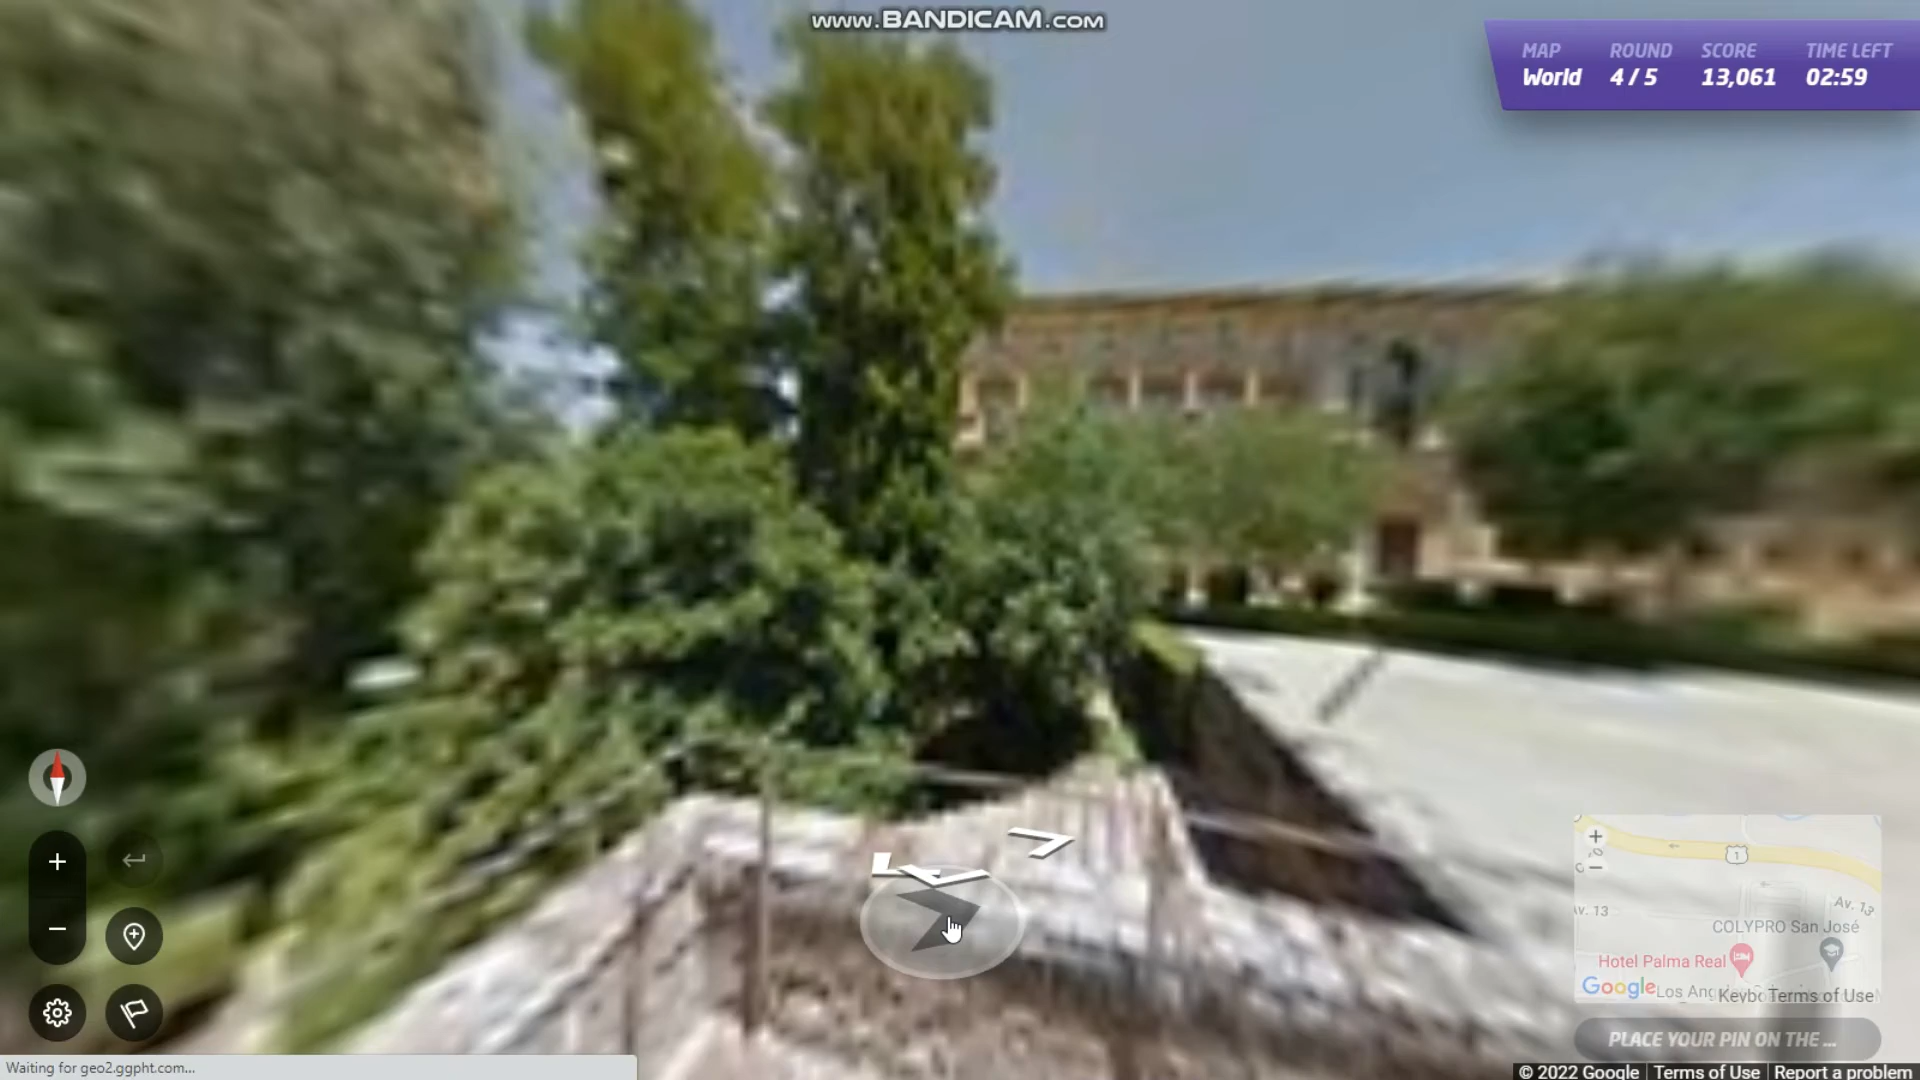 www.BANDICAM.com
MAP
World
ROUND
4 / 5
SCORE
13,061
TIME LEFT
02:59
1
Av. 13
COLYPRO San José
Hotel Palma Real
Google
Terms of Use
PLACE YOUR PIN ON THE ...
Waiting for geo2.ggpht.com...
© 2022 Google
Terms of Use
Report a problem